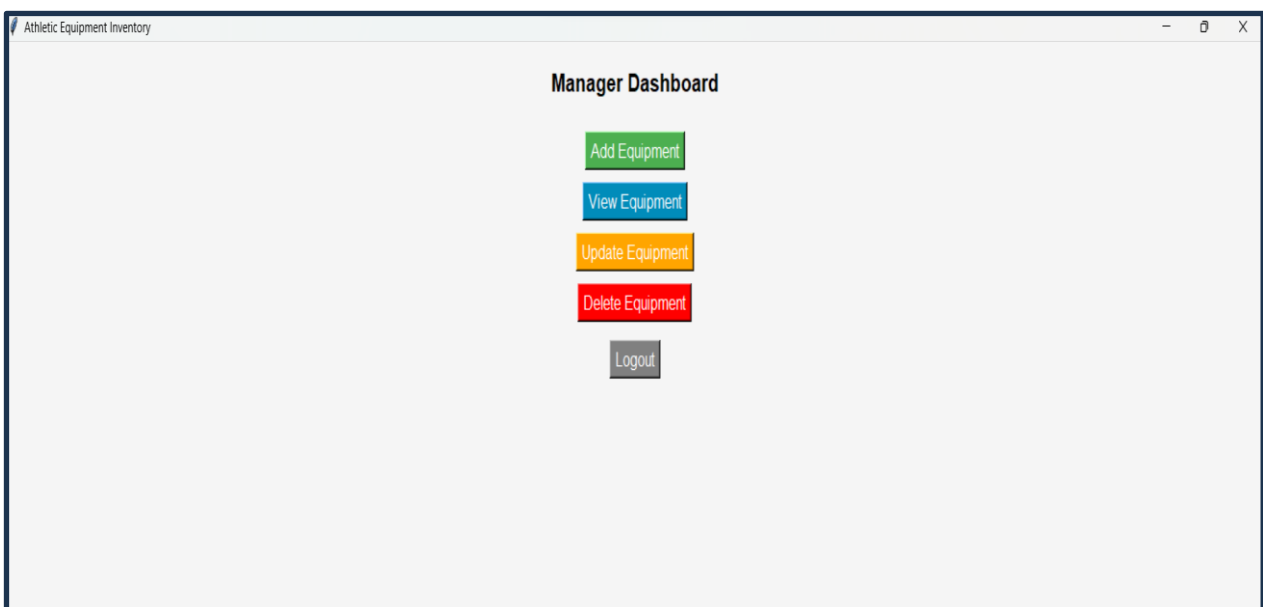 Athletic Equipment Inventory
Manager Dashboard
Add Equipment
View Equipment
Update Equipment
Delete Equipment
Logout